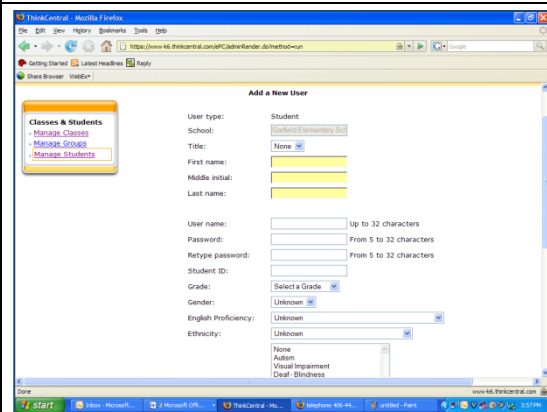 ThinkCentral - Mozilla Firefox
File Edit View History Bookmarks Tools Help
https://www-k6.thinkcentral.com/ePC/adminRender.do?method=run
Google
Getting Started Latest Headlines Reply
Share Browser WebEx
Add a New User
Classes & Students
Manage Classes
Manage Groups
Manage Students
User type: Student
School: Garfield Elementary Sch
Title: None
First name:
Middle initial:
Last name:
User name: Up to 32 characters
Password: From 5 to 32 characters
Retype password: From 5 to 32 characters
Student ID:
Grade: Select a Grade
Gender: Unknown
English Proficiency: Unknown
Ethnicity: Unknown
None
Autism
Visual Impairment
Deaf - Blindness
Done www-k6.thinkcentral.com
start Inbox - Microsoft... 2 Microsoft Offi... ThinkCentral - Mo... telephone 406-44... untitled - Paint 3:57 PM